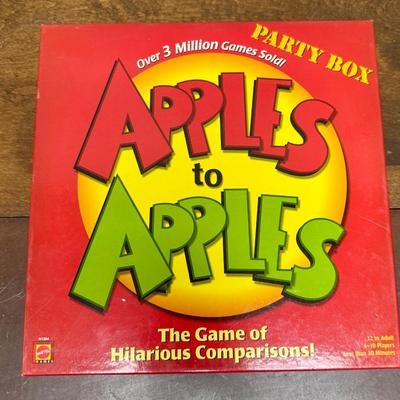 PARTY BOX
Over 3 Million Games Sold!
APPLES
to
APPLES
The Game of
Hilarious Comparisons!
12 to Adult
4-10 Players
Less Than 30 Minutes
GAMES